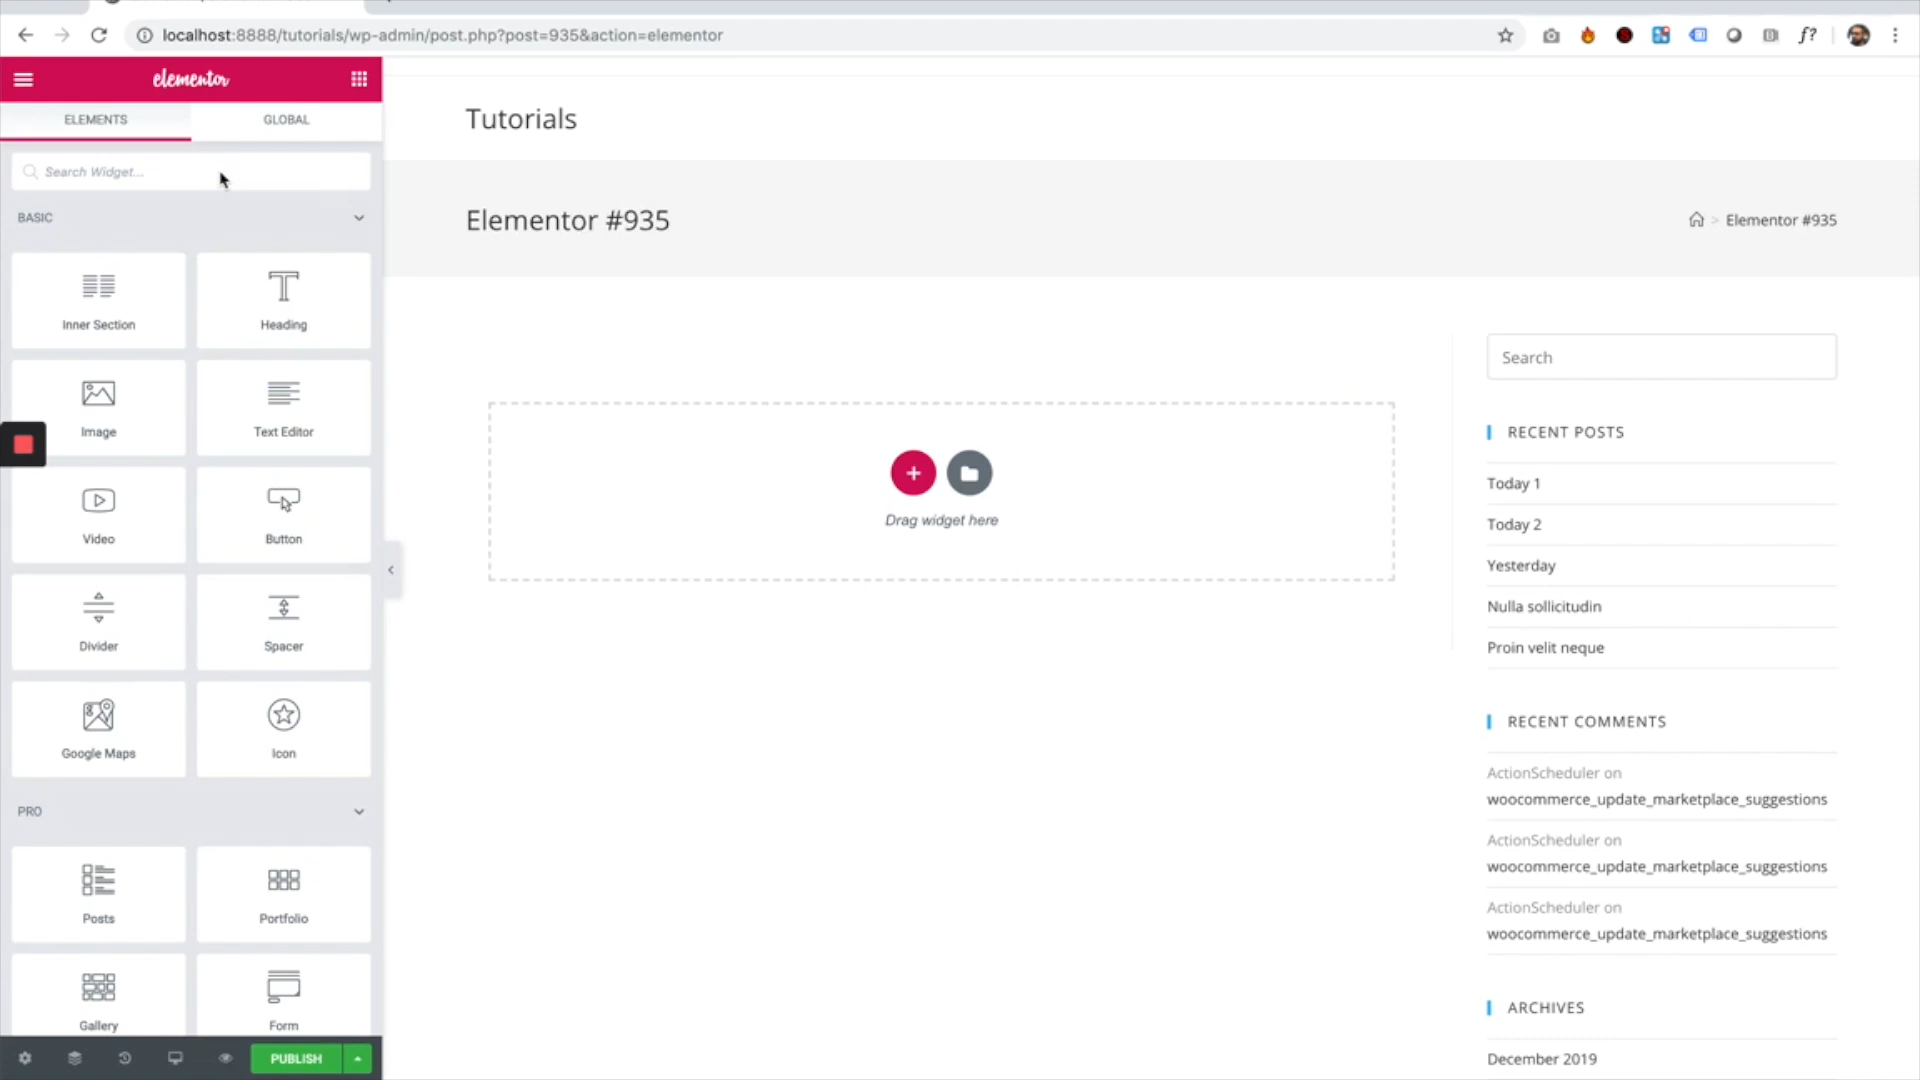 localhost:8888/tutorials/wp-admin/post.php?post=935&action=elementor
f?
elementor
ELEMENTS
GLOBAL
Search Widget...
BASIC
Inner Section
Heading
Image
Text Editor
Video
Button
Divider
Spacer
Google Maps
Icon
PRO
Posts
Portfolio
Gallery
Form
PUBLISH
Tutorials
Elementor #935
> Elementor #935
Drag widget here
Search
RECENT POSTS
Today 1
Today 2
Yesterday
Nulla sollicitudin
Proin velit neque
RECENT COMMENTS
ActionScheduler on
woocommerce_update_marketplace_suggestions
ActionScheduler on
woocommerce_update_marketplace_suggestions
ActionScheduler on
woocommerce_update_marketplace_suggestions
ARCHIVES
December 2019